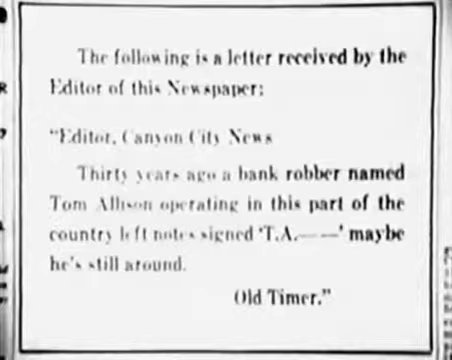 The following is a letter received by the
Editor of this Newspaper:
"Editor, Canyon City News
Thirty years ago a bank robber named
Tom Allison operating in this part of the
country left notes signed 'T.A.——' maybe
he's still around.
Old Timer."